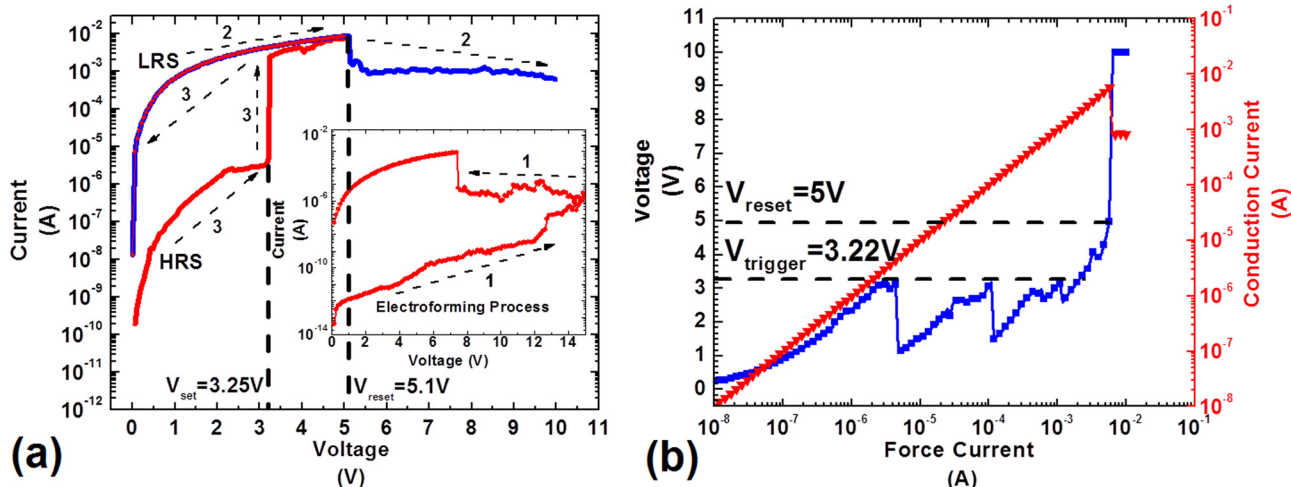 10⁻²
10⁻³
10⁻⁴
10⁻⁵
10⁻⁶
10⁻⁷
10⁻⁸
10⁻⁹
10⁻¹⁰
10⁻¹¹
10⁻¹²
Current
(A)
LRS
2
2
3
3
3
HRS
10⁻²
10⁻⁶
10⁻¹⁰
10⁻¹⁴
Current
(A)
1
1
Electroforming Process
0 2 4 6 8 10 12 14
Voltage (V)
V_set=3.25V
V_reset=5.1V
0 1 2 3 4 5 6 7 8 9 10 11
Voltage
(V)
(a)
10
9
8
7
6
5
4
3
2
1
0
Voltage
(V)
V_reset=5V
V_trigger=3.22V
10⁻¹
10⁻²
10⁻³
10⁻⁴
10⁻⁵
10⁻⁶
10⁻⁷
10⁻⁸
Conduction Current
(A)
10⁻⁸ 10⁻⁷ 10⁻⁶ 10⁻⁵ 10⁻⁴ 10⁻³ 10⁻² 10⁻¹
Force Current
(A)
(b)